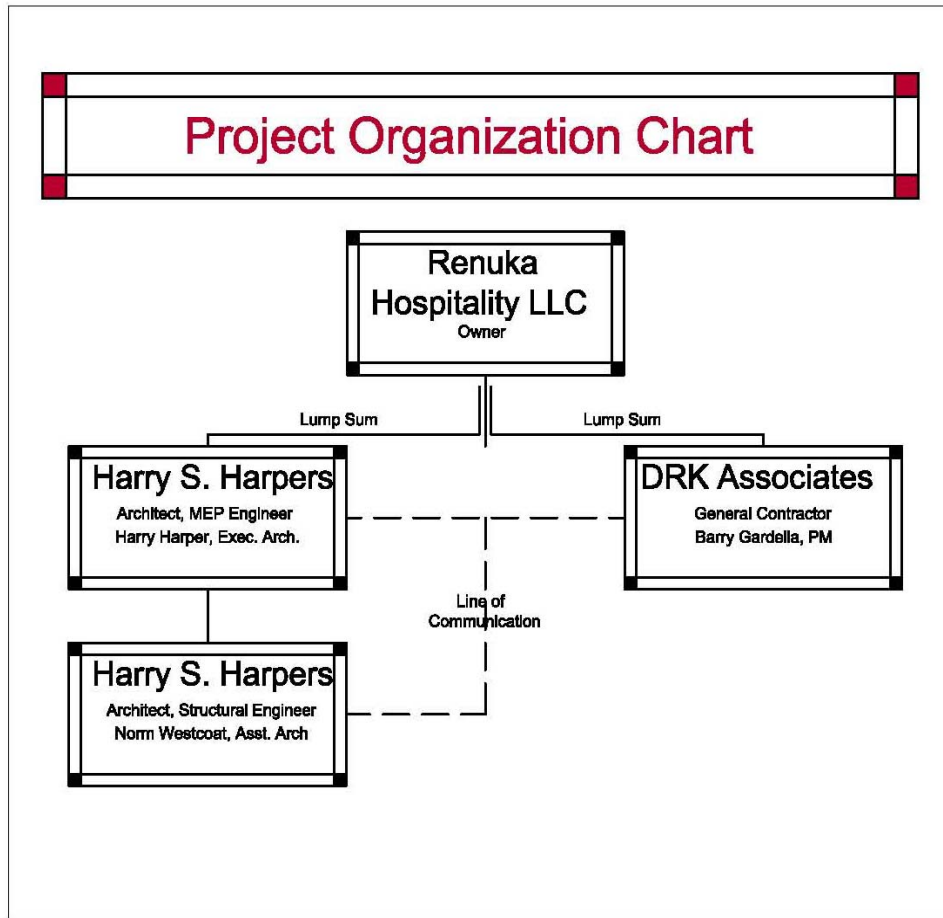 Project Organization Chart
Renuka
Hospitality LLC
Owner
Lump Sum
Lump Sum
Harry S. Harpers
Architect, MEP Engineer
Harry Harper, Exec. Arch.
DRK Associates
General Contractor
Barry Gardella, PM
Line of
Communication
Harry S. Harpers
Architect, Structural Engineer
Norm Westcoat, Asst. Arch